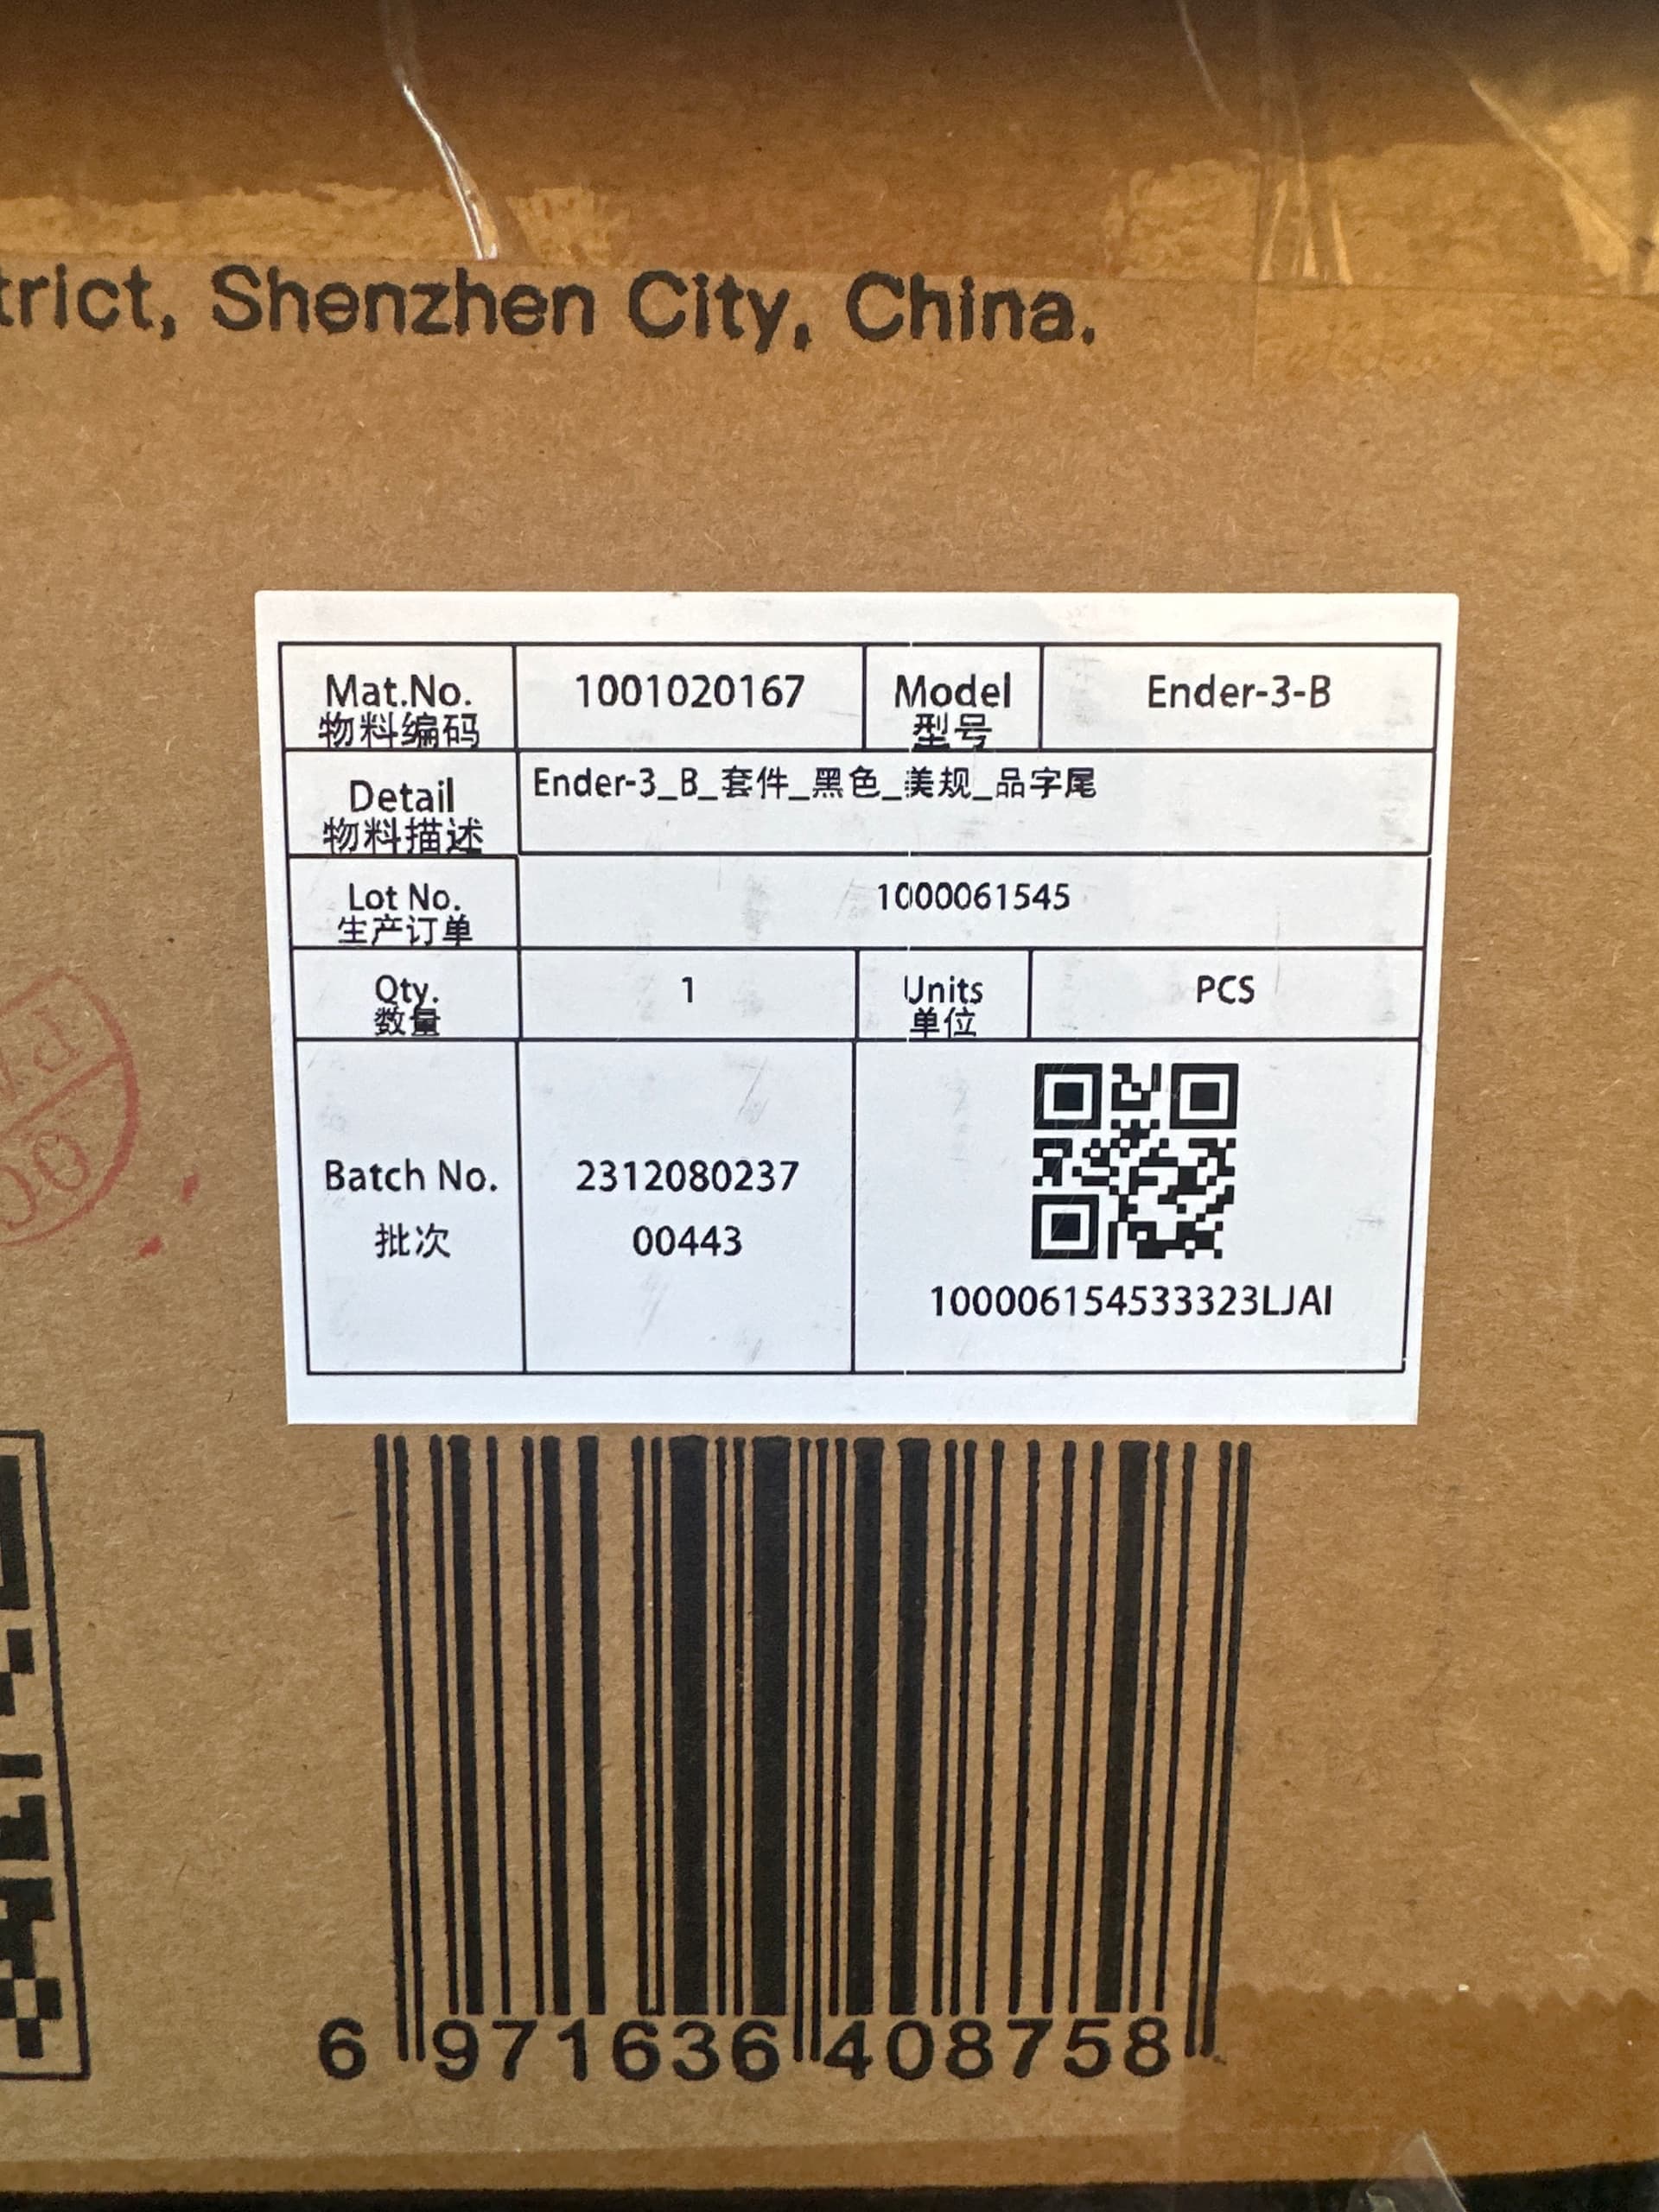 trict, Shenzhen City, China.
Mat.No. 1001020167 Model Ender-3-B
物料编码 型号
Detail Ender-3_B_套件_黑色_美规_品字尾
物料描述
Lot No. 1000061545
生产订单
Qty. 1 Units PCS
数量 单位
Batch No. 2312080237
批次 00443
100006154533323LJAI
6 971636 408758